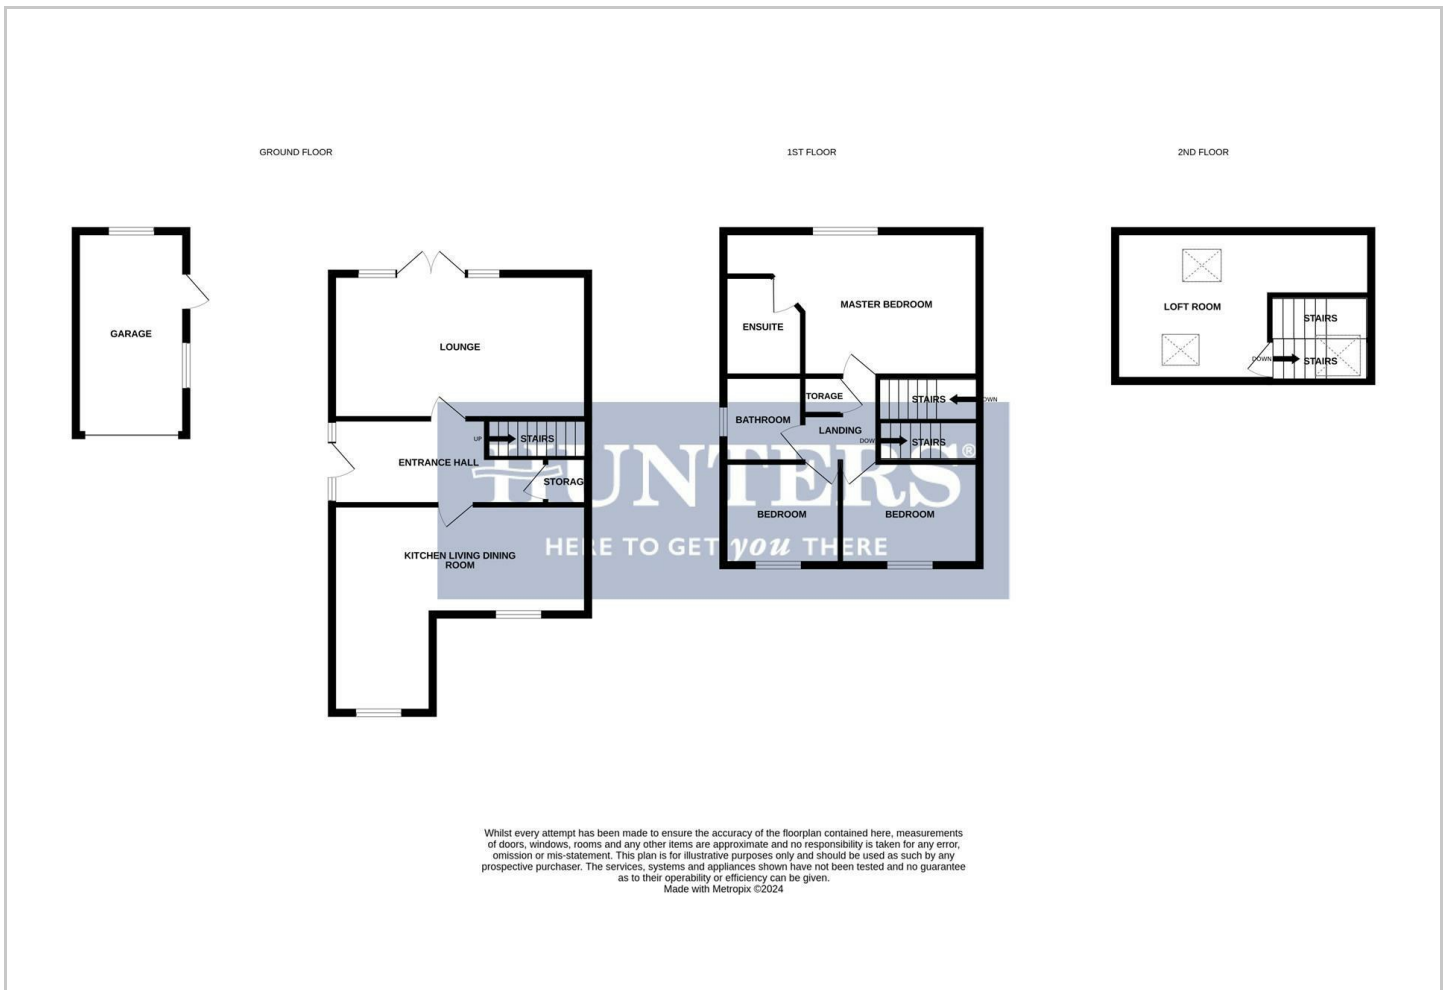 GROUND FLOOR
1ST FLOOR
2ND FLOOR
GARAGE
LOUNGE
UP
STAIRS
ENTRANCE HALL
STORAG
KITCHEN LIVING DINING
ROOM
MASTER BEDROOM
ENSUITE
TORAGE
STAIRS
OWN
BATHROOM
LANDING
DOW
STAIRS
BEDROOM
BEDROOM
LOFT ROOM
STAIRS
DOWN
STAIRS
HUNTERS®
HERE TO GET you THERE
Whilst every attempt has been made to ensure the accuracy of the floorplan contained here, measurements
of doors, windows, rooms and any other items are approximate and no responsibility is taken for any error,
omission or mis-statement. This plan is for illustrative purposes only and should be used as such by any
prospective purchaser. The services, systems and appliances shown have not been tested and no guarantee
as to their operability or efficiency can be given.
Made with Metropix ©2024